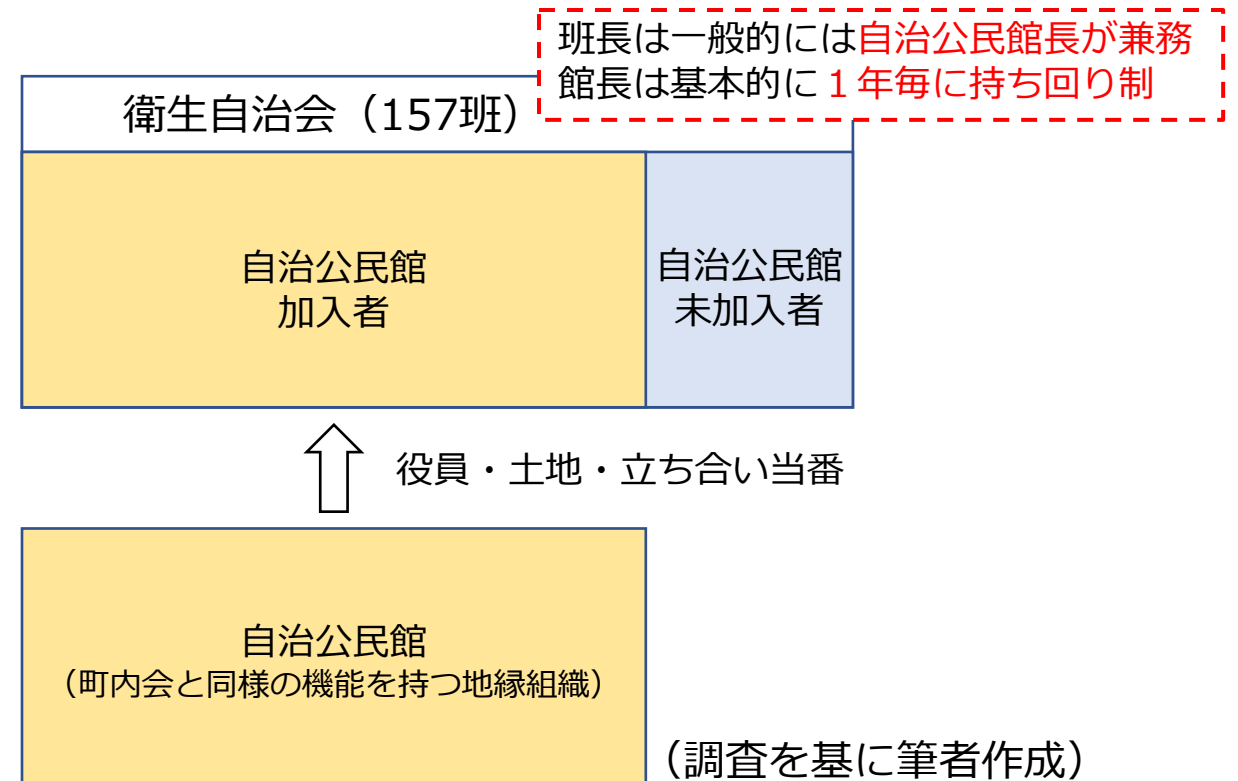 班長は一般的には自治公民館長が兼務
館長は基本的に１年毎に持ち回り制
衛生自治会（157班）
自治公民館
加入者
自治公民館
未加入者
役員・土地・立ち合い当番
自治公民館
（町内会と同様の機能を持つ地縁組織）
（調査を基に筆者作成）